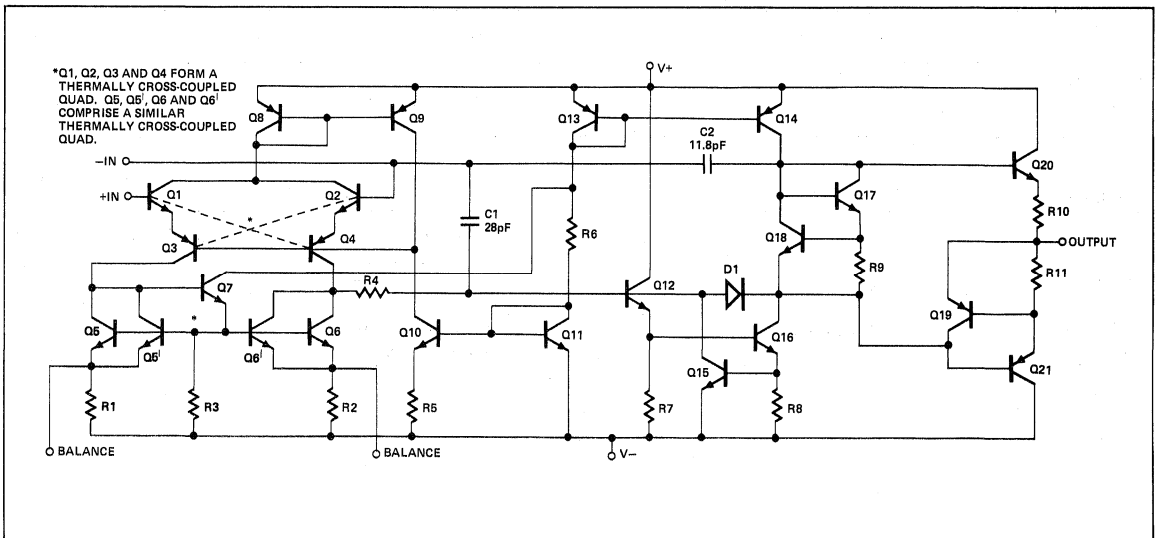 *Q1, Q2, Q3 AND Q4 FORM A
THERMALLY CROSS-COUPLED
QUAD. Q5, Q5', Q6 AND Q6'
COMPRISE A SIMILAR
THERMALLY CROSS-COUPLED
QUAD.
V+
Q8
Q9
Q13
Q14
C2
11.8pF
Q20
-IN
+IN
Q1
Q2
Q17
R10
*
C1
28pF
Q3
Q4
R6
Q18
OUTPUT
R9
R11
Q7
R4
D1
Q12
Q19
Q5
Q5'
*
Q6'
Q6
Q10
Q11
Q16
Q15
Q21
R1
R3
R2
R5
R7
R8
BALANCE
BALANCE
V-